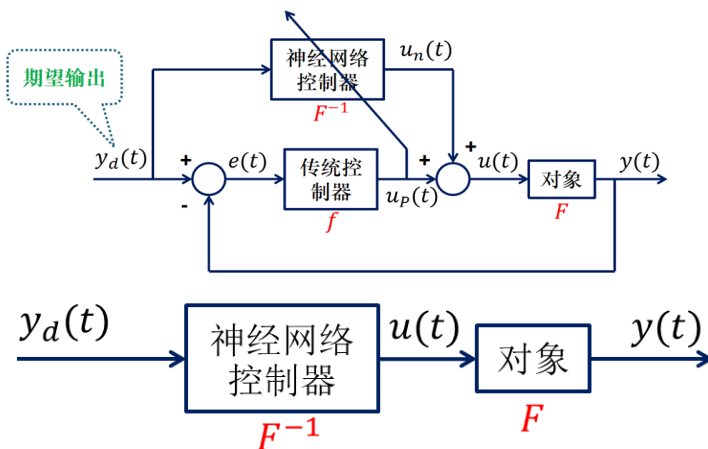 期望输出
神经网络
控制器
F⁻¹
uₙ(t)
y_d(t)
+
-
e(t)
传统控
制器
f
u_P(t)
+
+
u(t)
对象
F
y(t)
y_d(t)
神经网络
控制器
F⁻¹
u(t)
对象
F
y(t)